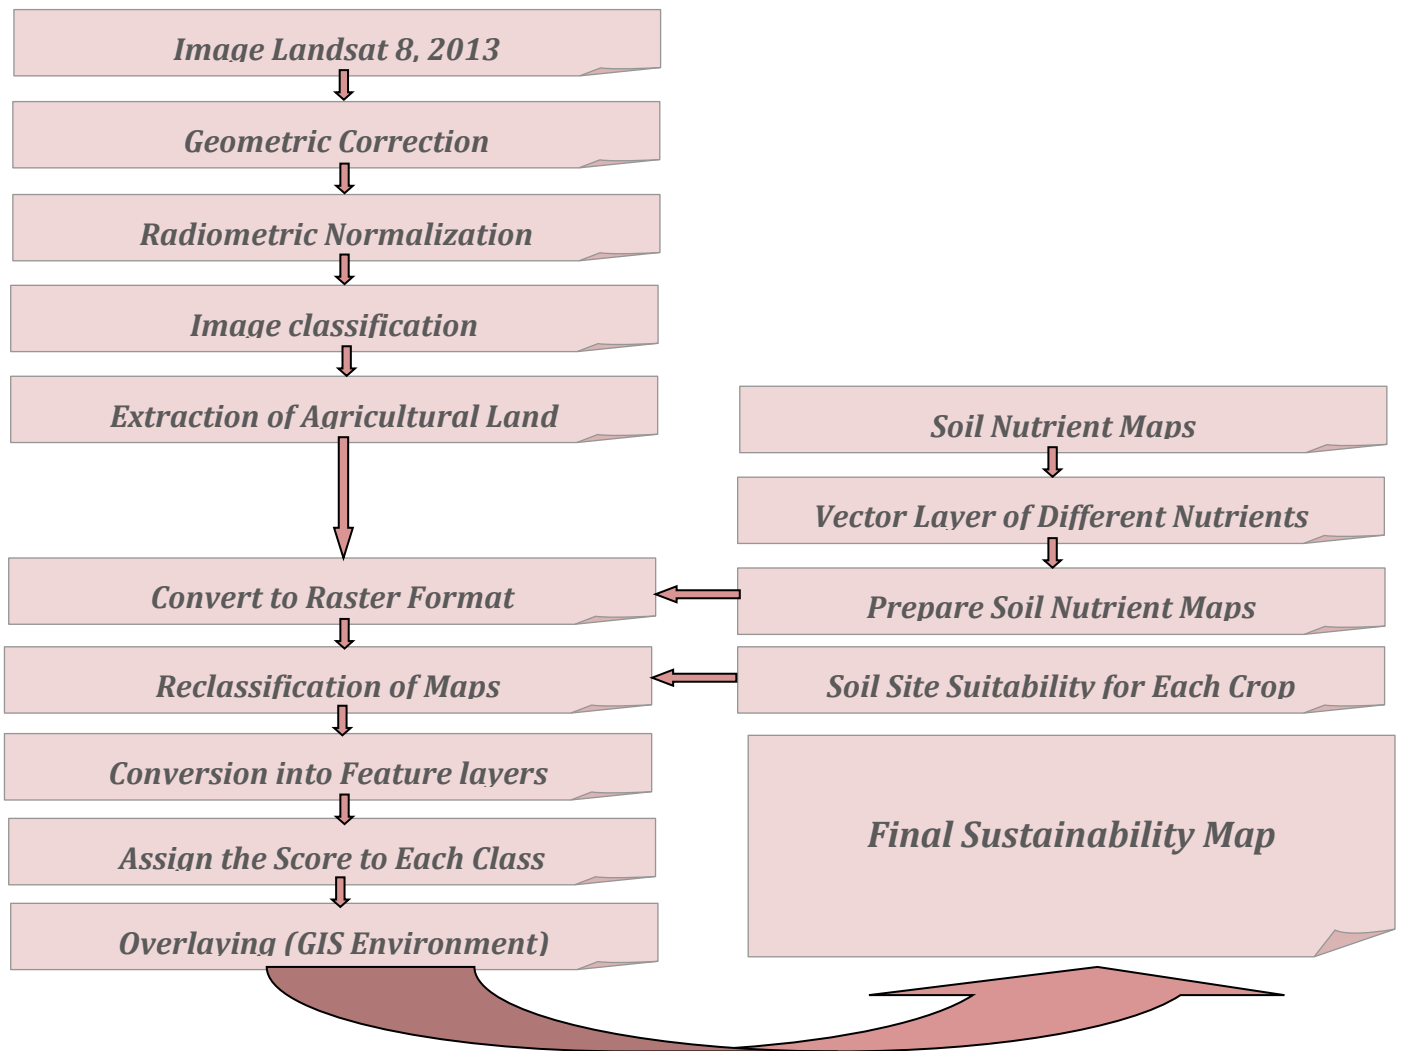 Image Landsat 8, 2013
Geometric Correction
Radiometric Normalization
Image classification
Extraction of Agricultural Land
Soil Nutrient Maps
Vector Layer of Different Nutrients
Convert to Raster Format
Prepare Soil Nutrient Maps
Reclassification of Maps
Soil Site Suitability for Each Crop
Conversion into Feature layers
Final Sustainability Map
Assign the Score to Each Class
Overlaying (GIS Environment)